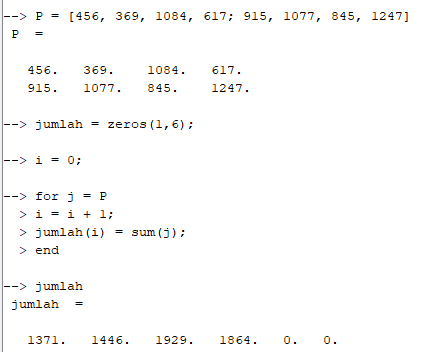 --> P = [456, 369, 1084, 617; 915, 1077, 845, 1247]
P =
456. 369. 1084. 617.
915. 1077. 845. 1247.
--> jumlah = zeros(1,6);
--> i = 0;
--> for j = P
> i = i + 1;
> jumlah(i) = sum(j);
> end
--> jumlah
jumlah =
1371. 1446. 1929. 1864. 0. 0.